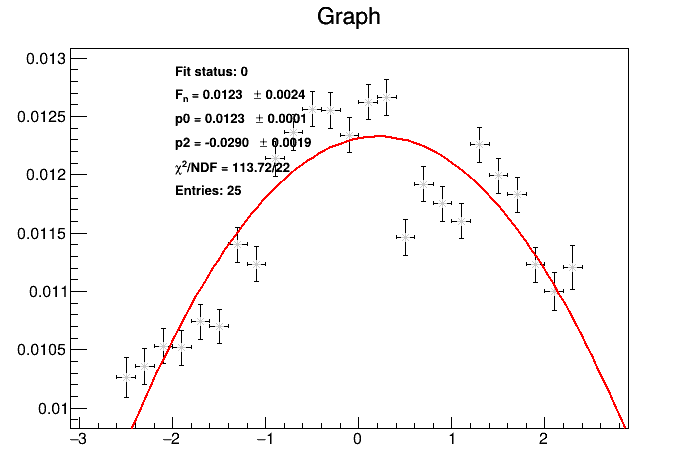 Graph
0.013
0.0125
0.012
0.0115
0.011
0.0105
0.01
Fit status: 0
Fn = 0.0123 ± 0.0024
p0 = 0.0123 ± 0.0001
p2 = -0.0290 ± 0.0019
χ²/NDF = 113.72/22
Entries: 25
−3 −2 −1 0 1 2